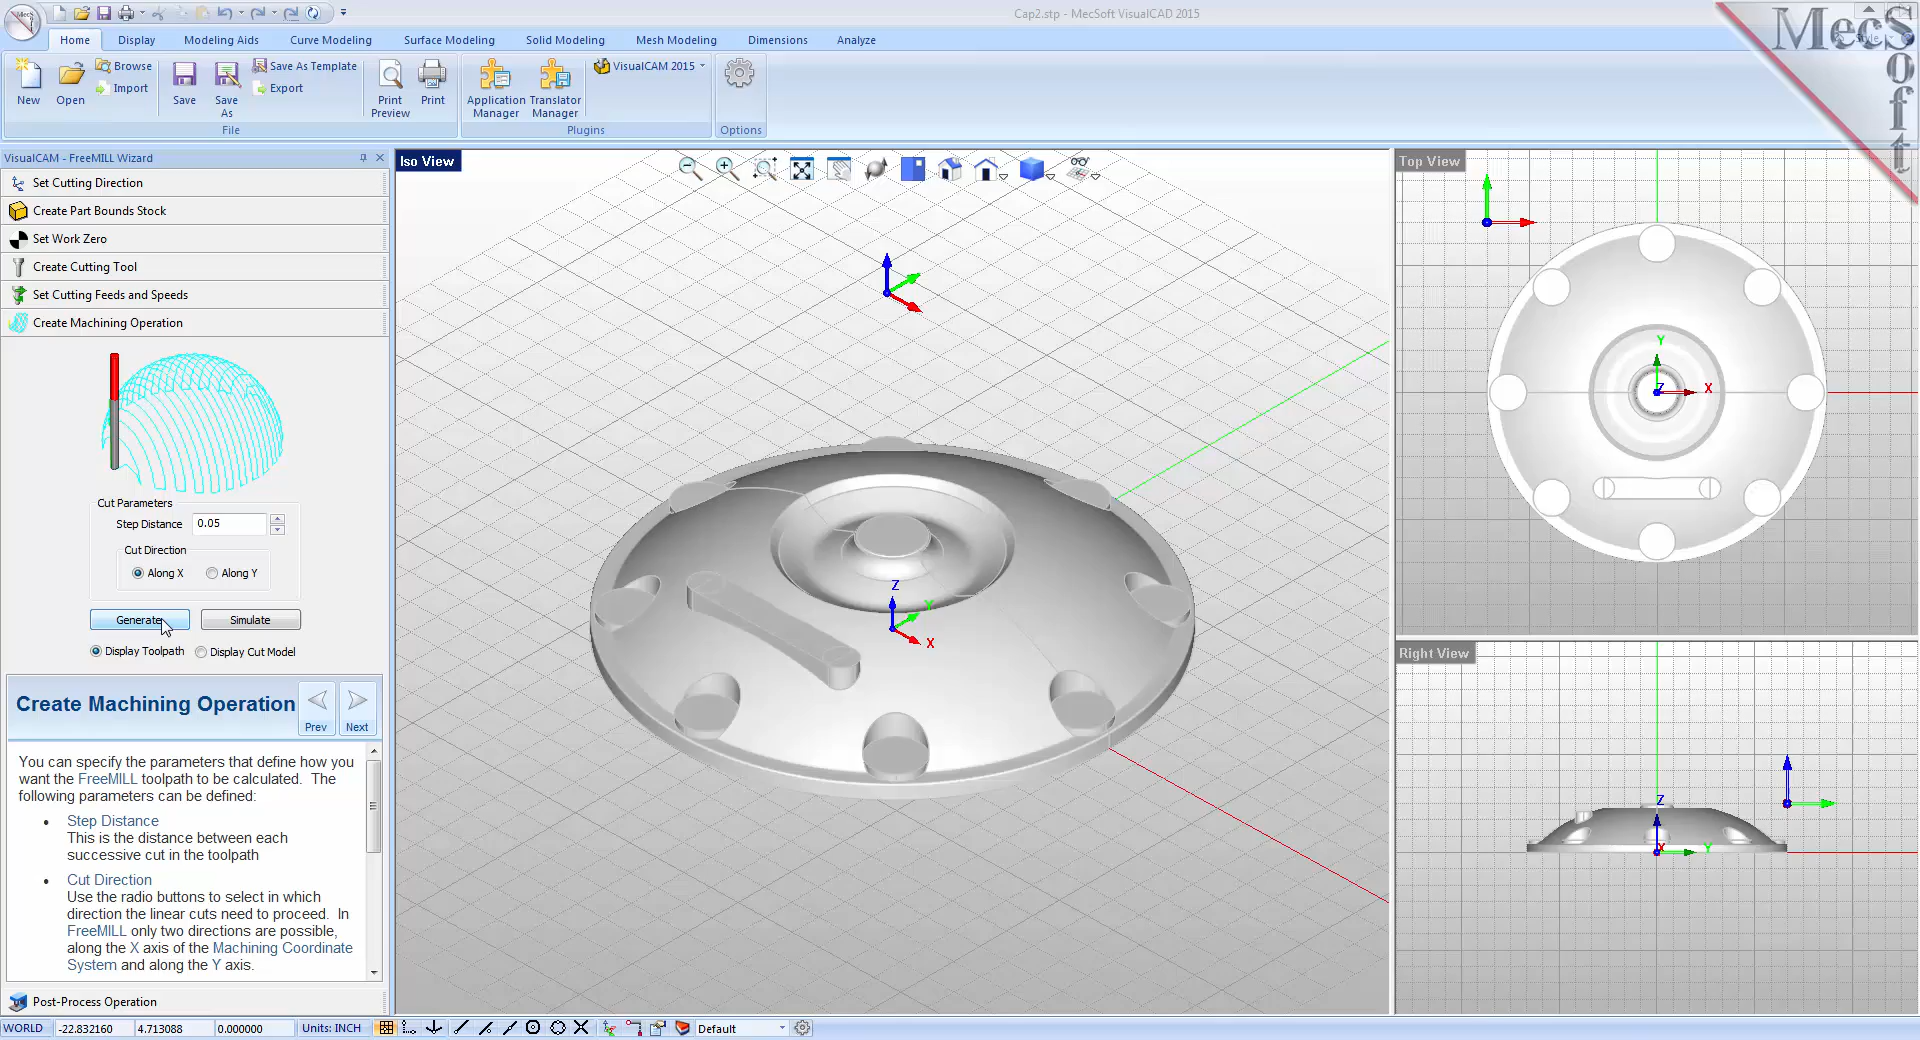 Cap2.stp - MecSoft VisualCAD 2015
MecSoft
Home Display Modeling Aids Curve Modeling Surface Modeling Solid Modeling Mesh Modeling Dimensions Analyze
New
Open
Browse
Import
Save
Save As
Save As Template
Export
Print Preview
Print
File
Application Manager
Translator Manager
VisualCAM 2015
Plugins
Options
VisualCAM - FreeMILL Wizard
Set Cutting Direction
Create Part Bounds Stock
Set Work Zero
Create Cutting Tool
Set Cutting Feeds and Speeds
Create Machining Operation
Cut Parameters
Step Distance 0.05
Cut Direction
Along X Along Y
Generate Simulate
Display Toolpath Display Cut Model
Create Machining Operation
Prev Next
You can specify the parameters that define how you
want the FreeMILL toolpath to be calculated. The
following parameters can be defined:
• Step Distance
This is the distance between each
successive cut in the toolpath
• Cut Direction
Use the radio buttons to select in which
direction the linear cuts need to proceed. In
FreeMILL only two directions are possible,
along the X axis of the Machining Coordinate
System and along the Y axis.
Post-Process Operation
Iso View
Z
Y
X
Top View
Y
Z
X
Right View
Z
X
Y
WORLD -22.832160 4.713088 0.000000 Units: INCH Default